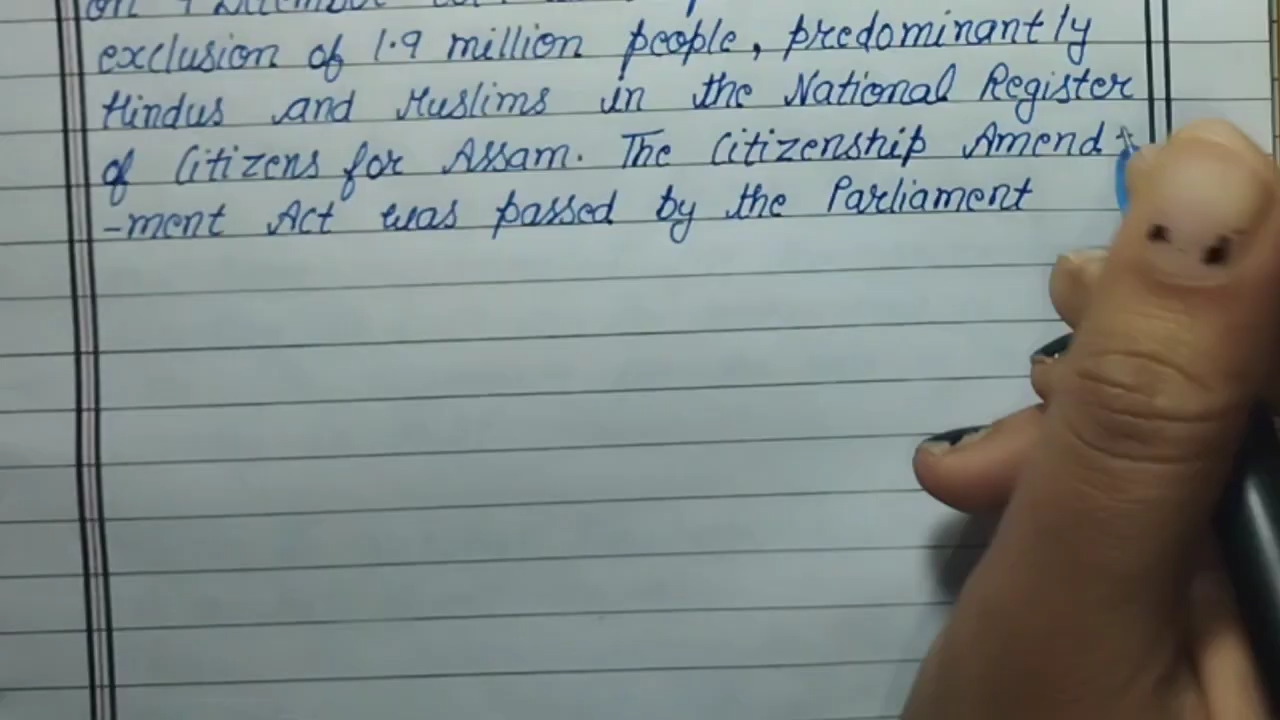 on
exclusion of 1.9 million people, predominantly
Hindus and Muslims in the National Register
of Citizens for Assam. The Citizenship Amend
-ment Act was passed by the Parliament